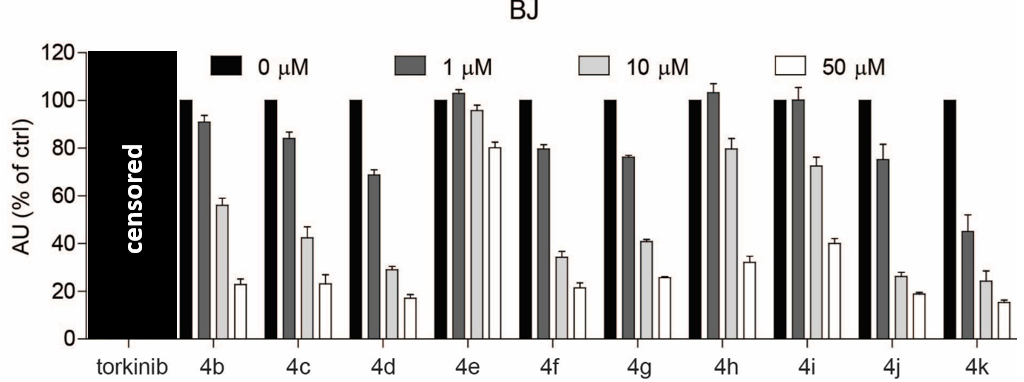 BJ
120
100
80
60
40
20
0
AU (% of ctrl)
0 μM 1 μM 10 μM 50 μM
censored
torkinib 4b 4c 4d 4e 4f 4g 4h 4i 4j 4k